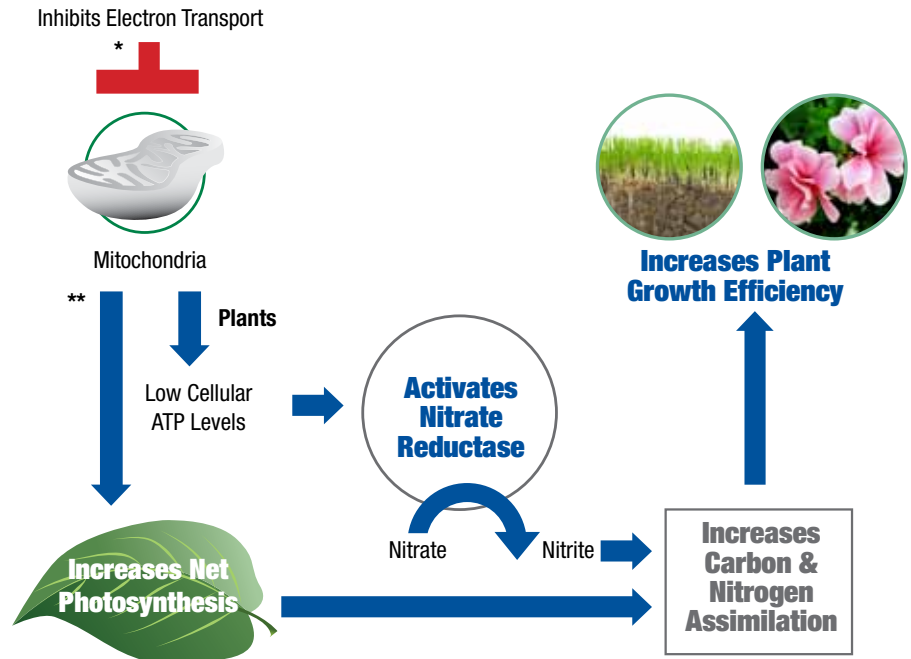 Inhibits Electron Transport
*
Mitochondria
**
Plants
Low Cellular
ATP Levels
Activates
Nitrate
Reductase
Nitrate
Nitrite
Increases Net
Photosynthesis
Increases
Carbon &
Nitrogen
Assimilation
Increases Plant
Growth Efficiency